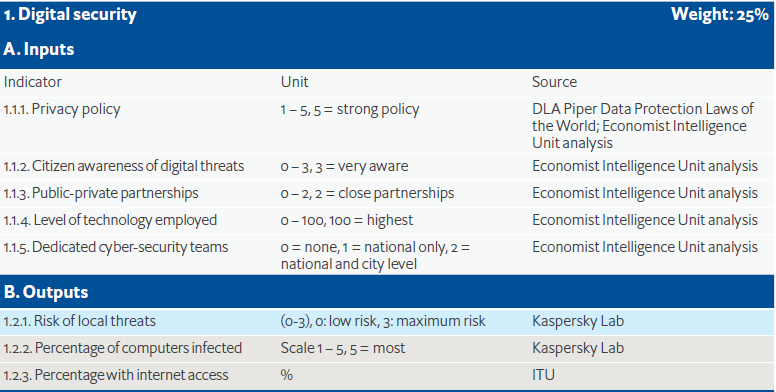 1. Digital security Weight: 25%
A. Inputs
Indicator Unit Source
1.1.1. Privacy policy 1 – 5, 5 = strong policy DLA Piper Data Protection Laws of
the World; Economist Intelligence
Unit analysis
1.1.2. Citizen awareness of digital threats 0 – 3, 3 = very aware Economist Intelligence Unit analysis
1.1.3. Public-private partnerships 0 – 2, 2 = close partnerships Economist Intelligence Unit analysis
1.1.4. Level of technology employed 0 – 100, 100 = highest Economist Intelligence Unit analysis
1.1.5. Dedicated cyber-security teams 0 = none, 1 = national only, 2 = Economist Intelligence Unit analysis
national and city level
B. Outputs
1.2.1. Risk of local threats (0-3), 0: low risk, 3: maximum risk Kaspersky Lab
1.2.2. Percentage of computers infected Scale 1 – 5, 5 = most Kaspersky Lab
1.2.3. Percentage with internet access % ITU